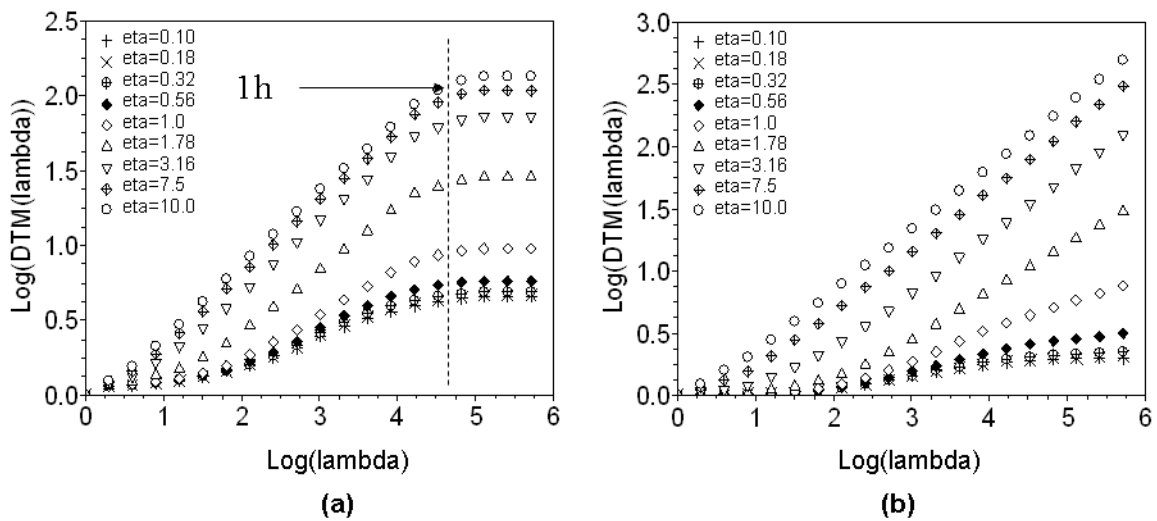 2.5
2.0
1.5
1.0
0.5
0.0
Log(DTM(lambda))
eta=0.10
eta=0.18
eta=0.32
eta=0.56
eta=1.0
eta=1.78
eta=3.16
eta=7.5
eta=10.0
1h
0 1 2 3 4 5 6
Log(lambda)
(a)
3.0
2.5
2.0
1.5
1.0
0.5
0.0
Log(DTM(lambda))
eta=0.10
eta=0.18
eta=0.32
eta=0.56
eta=1.0
eta=1.78
eta=3.16
eta=7.5
eta=10.0
0 1 2 3 4 5 6
Log(lambda)
(b)